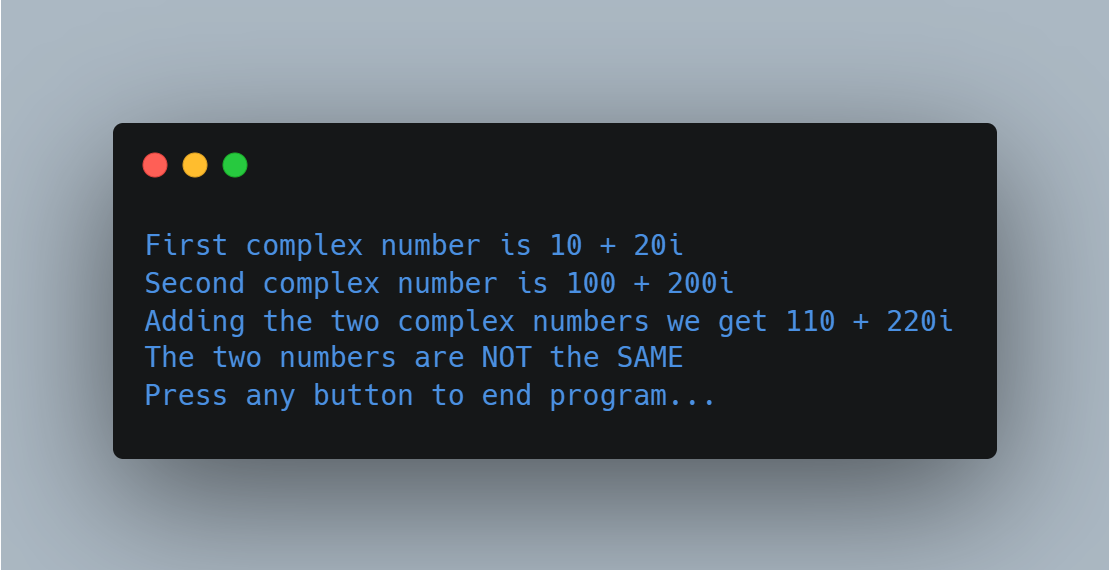 First complex number is 10 + 20i
Second complex number is 100 + 200i
Adding the two complex numbers we get 110 + 220i
The two numbers are NOT the SAME
Press any button to end program...